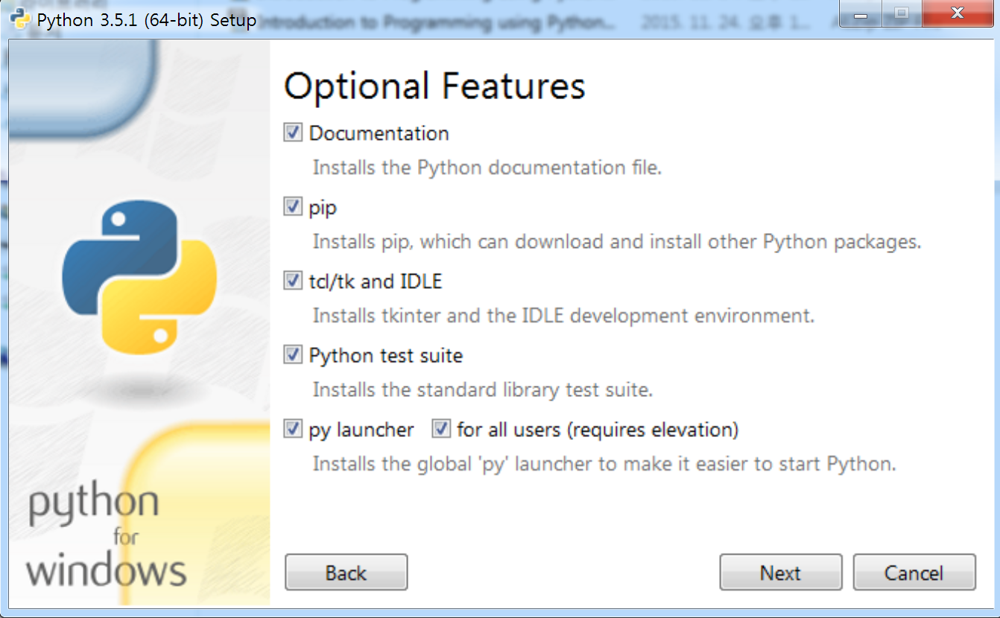 Python 3.5.1 (64-bit) Setup
Introduction to Programming using Python... 2015. 11. 24. 오후 1...
Optional Features
Documentation
Installs the Python documentation file.
pip
Installs pip, which can download and install other Python packages.
tcl/tk and IDLE
Installs tkinter and the IDLE development environment.
Python test suite
Installs the standard library test suite.
py launcher for all users (requires elevation)
Installs the global 'py' launcher to make it easier to start Python.
python
for
windows
Back Next Cancel